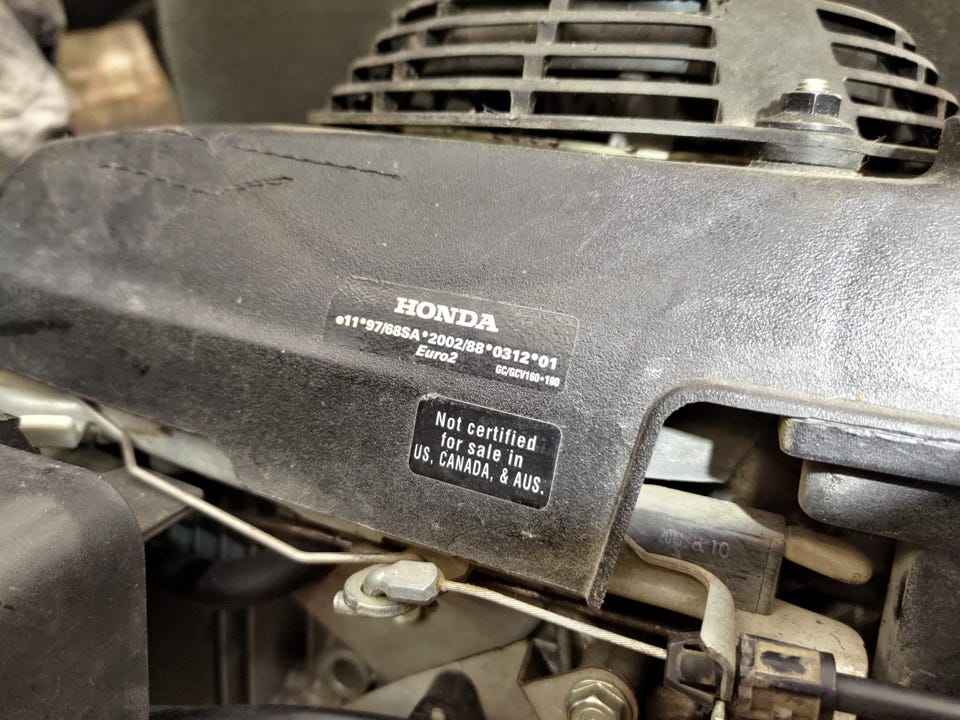 HONDA
e11*97/68SA*2002/88*0312*01
Euro2
GC/GCV160•190
Not certified
for sale in
US, CANADA, & AUS.